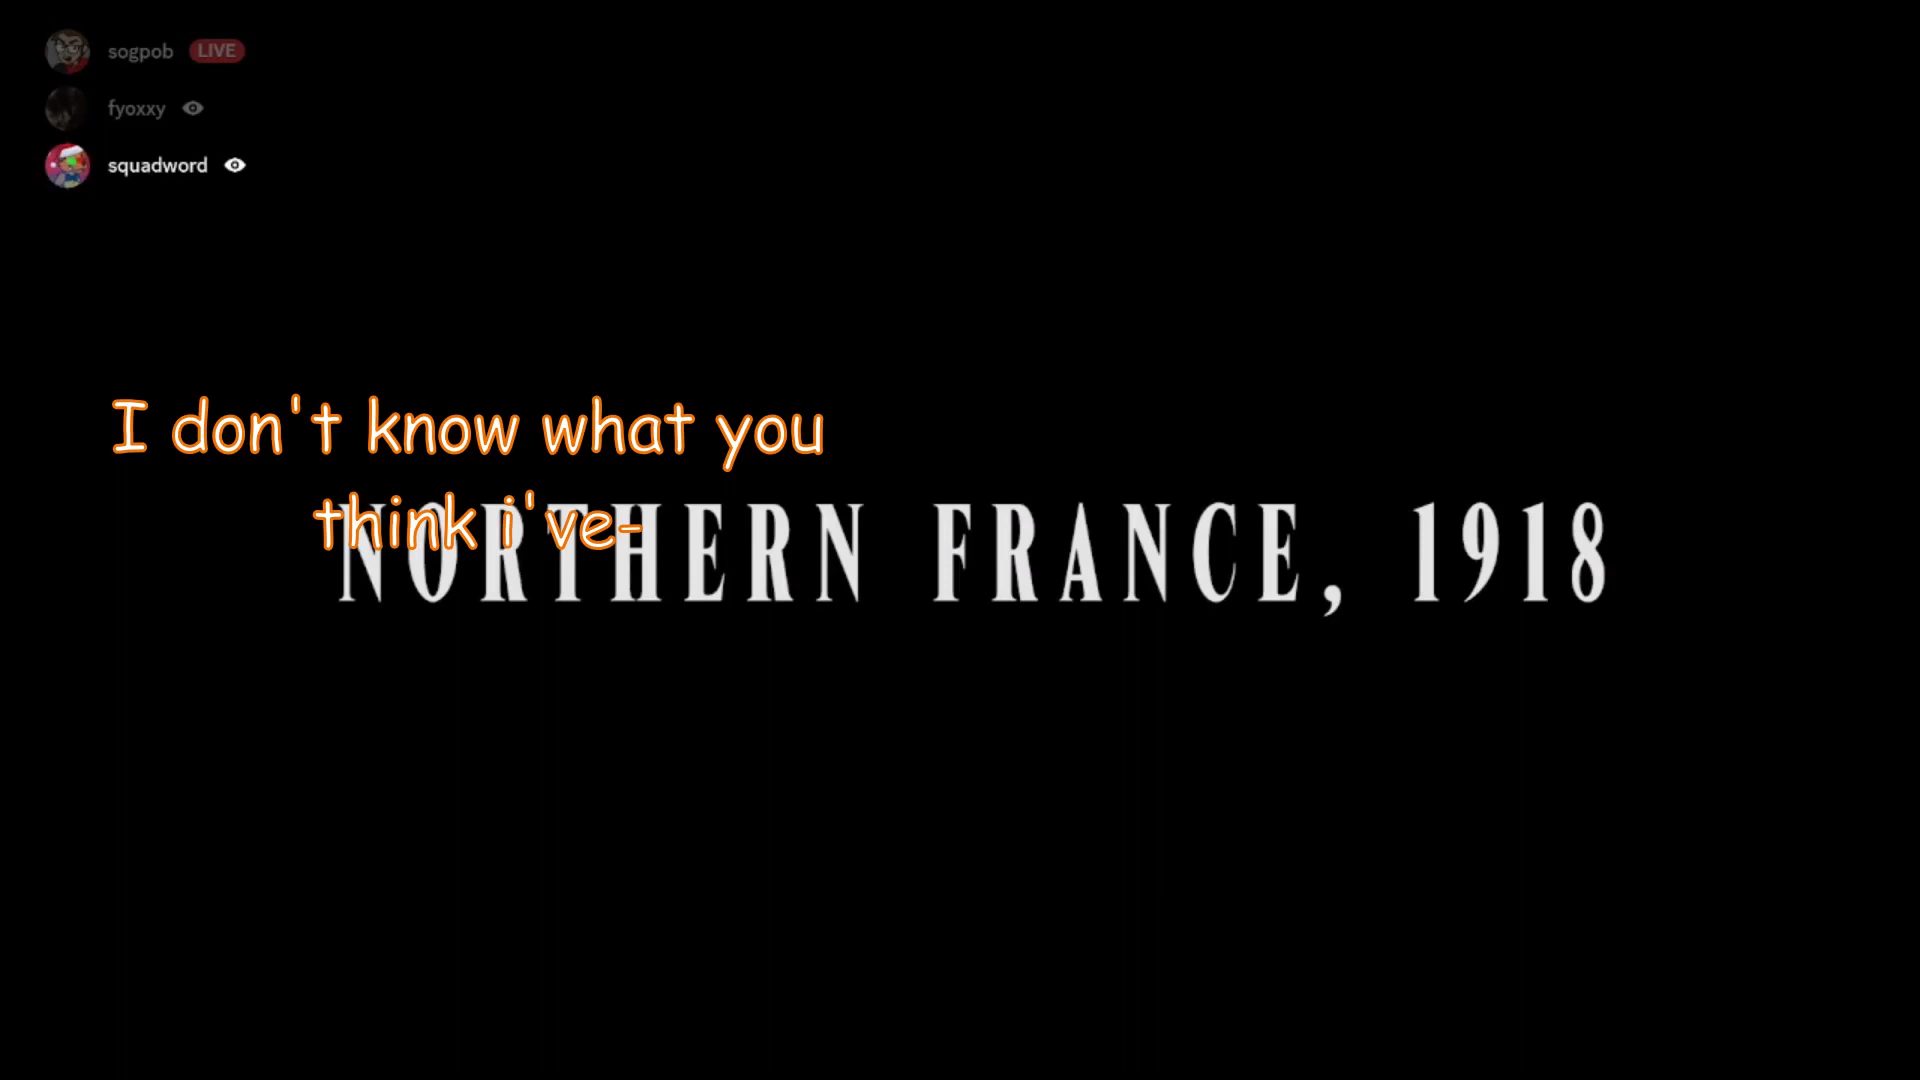 sogpob LIVE
fyoxxy
squadword
I don't know what you
think i've-
NORTHERN FRANCE, 1918